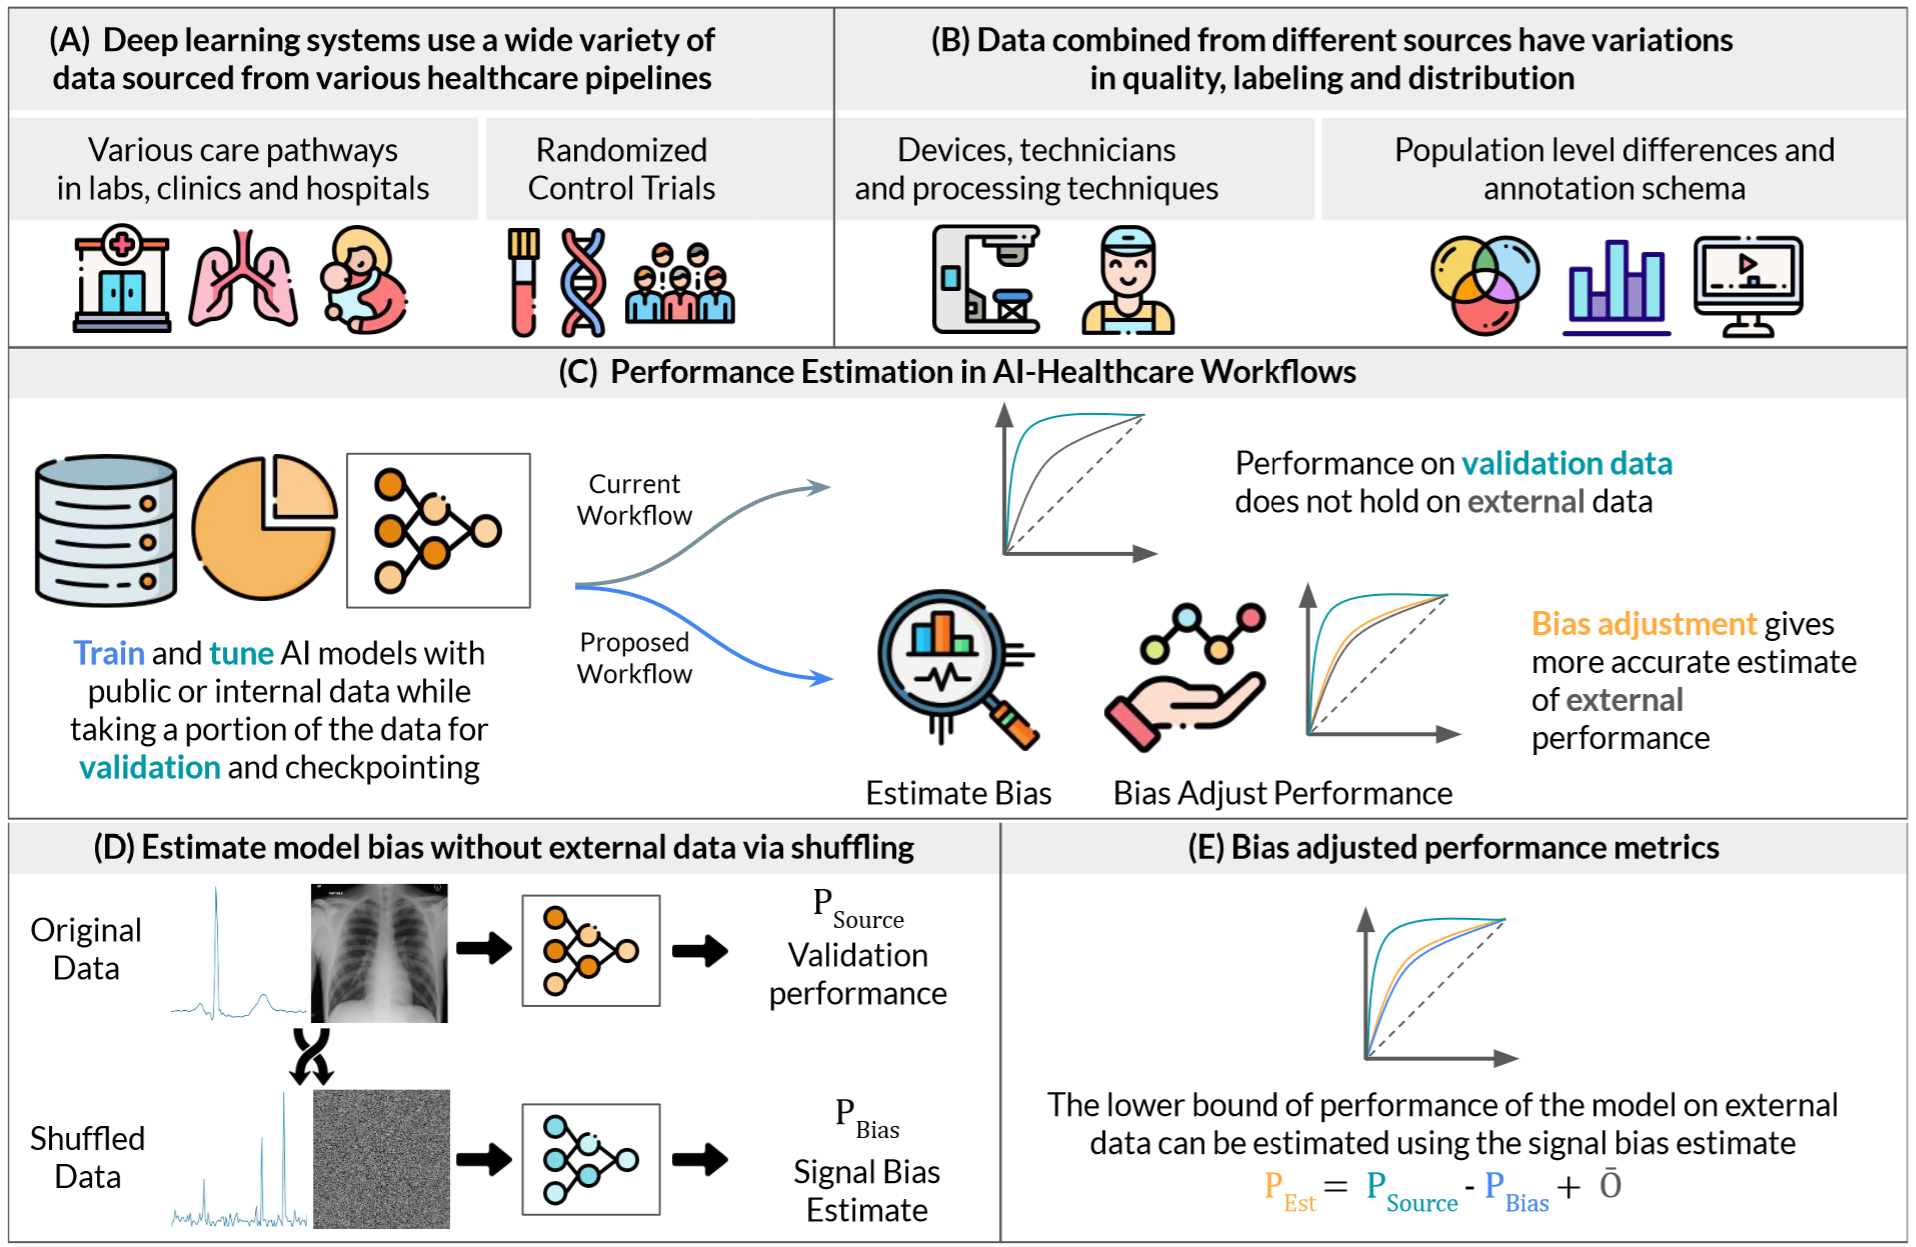 (A) Deep learning systems use a wide variety of
data sourced from various healthcare pipelines
(B) Data combined from different sources have variations
in quality, labeling and distribution
Various care pathways
in labs, clinics and hospitals
Randomized
Control Trials
Devices, technicians
and processing techniques
Population level differences and
annotation schema
(C) Performance Estimation in AI-Healthcare Workflows
Current
Workflow
Performance on validation data
does not hold on external data
Proposed
Workflow
Train and tune AI models with
public or internal data while
taking a portion of the data for
validation and checkpointing
Bias adjustment gives
more accurate estimate
of external
performance
Estimate Bias
Bias Adjust Performance
(D) Estimate model bias without external data via shuffling
Original
Data
P Source
Validation
performance
Shuffled
Data
P Bias
Signal Bias
Estimate
(E) Bias adjusted performance metrics
The lower bound of performance of the model on external
data can be estimated using the signal bias estimate
P Est = P Source - P Bias + Ō